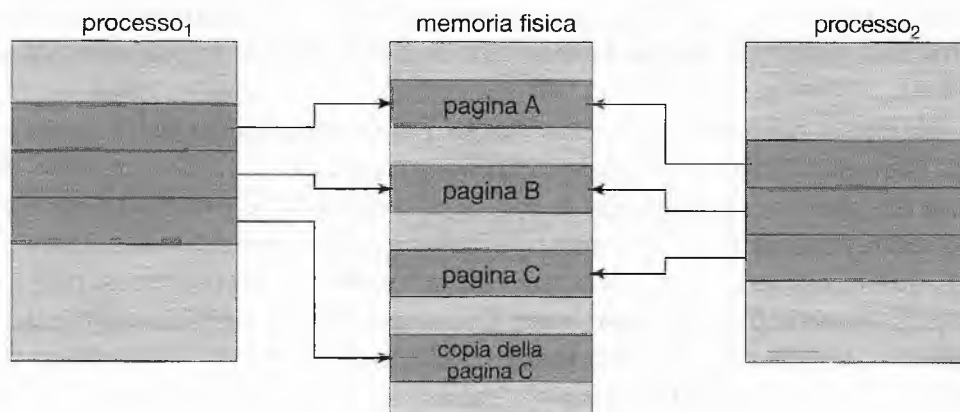 processo₁
memoria fisica
processo₂
pagina A
pagina B
pagina C
copia della
pagina C